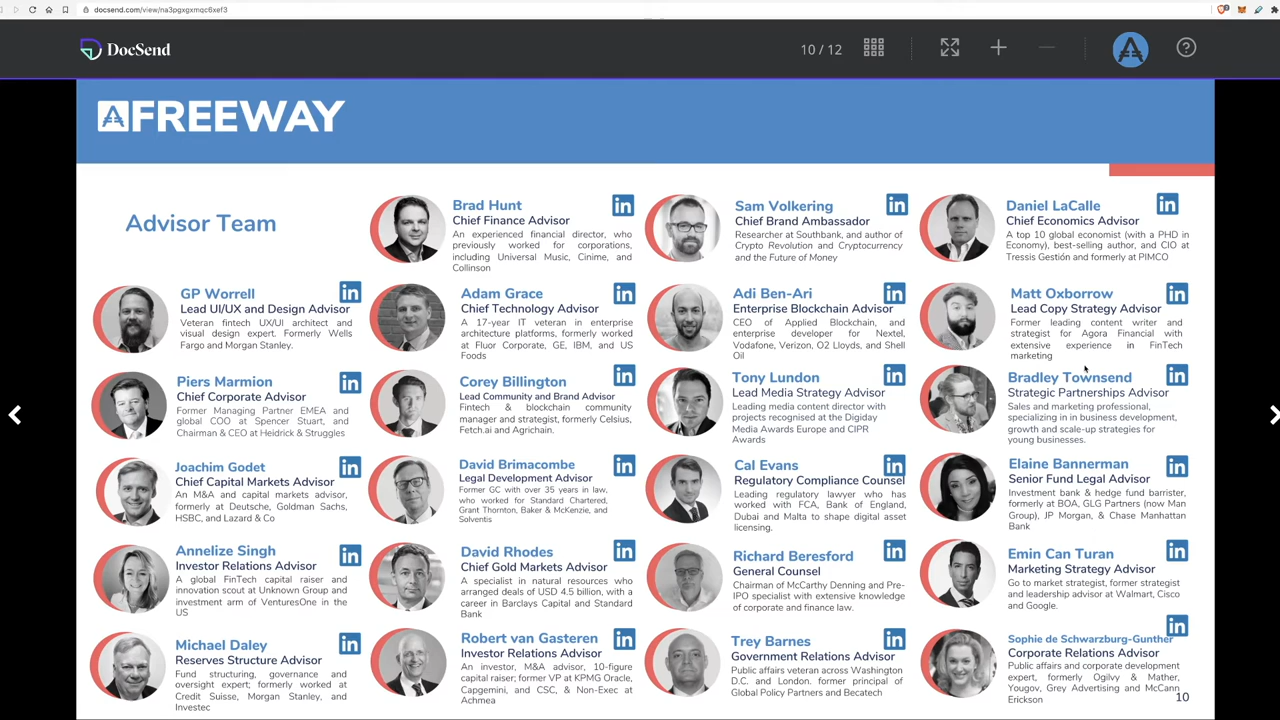 docsend.com/view/na3pgxgxmqc6xef3
DocSend
10 / 12
FREEWAY
Advisor Team
Brad Hunt
Chief Finance Advisor
An experienced financial director, who
previously worked for corporations,
including Universal Music, Cinime, and
Collinson
Sam Volkering
Chief Brand Ambassador
Researcher at Southbank, and author of
Crypto Revolution and Cryptocurrency
and the Future of Money
Daniel LaCalle
Chief Economics Advisor
A top 10 global economist (with a PHD in
Economy), best-selling author, and CIO at
Tressis Gestión and formerly at PIMCO
GP Worrell
Lead UI/UX and Design Advisor
Veteran fintech UX/UI architect and
visual design expert. Formerly Wells
Fargo and Morgan Stanley.
Adam Grace
Chief Technology Advisor
A 17-year IT veteran in enterprise
architecture platforms, formerly worked
at Fluor Corporate, GE, IBM, and US
Foods
Adi Ben-Ari
Enterprise Blockchain Advisor
CEO of Applied Blockchain, and
enterprise developer for Nextel,
Vodafone, Verizon, O2 Lloyds, and Shell
Oil
Matt Oxborrow
Lead Copy Strategy Advisor
Former leading content writer and
strategist for Agora Financial with
extensive experience in FinTech
marketing
Piers Marmion
Chief Corporate Advisor
Former Managing Partner EMEA and
global COO at Spencer Stuart, and
Chairman & CEO at Heidrick & Struggles
Corey Billington
Lead Community and Brand Advisor
Fintech & blockchain community
manager and strategist, formerly Celsius,
Fetch.ai and Agrichain.
Tony Lundon
Lead Media Strategy Advisor
Leading media content director with
projects recognised at the Digiday
Media Awards Europe and CIPR
Awards
Bradley Townsend
Strategic Partnerships Advisor
Sales and marketing professional,
specializing in in business development,
growth and scale-up strategies for
young businesses.
Joachim Godet
Chief Capital Markets Advisor
An M&A and capital markets advisor,
formerly at Deutsche, Goldman Sachs,
HSBC, and Lazard & Co
David Brimacombe
Legal Development Advisor
Former GC with over 35 years in law,
who worked for Standard Chartered,
Grant Thornton, Baker & McKenzie, and
Solventis
Cal Evans
Regulatory Compliance Counsel
Leading regulatory lawyer who has
worked with FCA, Bank of England,
Dubai and Malta to shape digital asset
licensing.
Elaine Bannerman
Senior Fund Legal Advisor
Investment bank & hedge fund barrister,
formerly at BOA, GLG Partners (now Man
Group), JP Morgan, & Chase Manhattan
Bank
Annelize Singh
Investor Relations Advisor
A global FinTech capital raiser and
innovation scout at Unknown Group and
investment arm of VenturesOne in the
US
David Rhodes
Chief Gold Markets Advisor
A specialist in natural resources who
arranged deals of USD 4.5 billion, with a
career in Barclays Capital and Standard
Bank
Richard Beresford
General Counsel
Chairman of McCarthy Denning and Pre-
IPO specialist with extensive knowledge
of corporate and finance law.
Emin Can Turan
Marketing Strategy Advisor
Go to market strategist, former strategist
and leadership advisor at Walmart, Cisco
and Google.
Michael Daley
Reserves Structure Advisor
Fund structuring, governance and
oversight expert; formerly worked at
Credit Suisse, Morgan Stanley, and
Investec
Robert van Gasteren
Investor Relations Advisor
An investor, M&A advisor, 10-figure
capital raiser; former VP at KPMG Oracle,
Capgemini, and CSC, & Non-Exec at
Achmea
Trey Barnes
Government Relations Advisor
Public affairs veteran across Washington
D.C. and London. former principal of
Global Policy Partners and Becatech
Sophie de Schwarzburg-Gunther
Corporate Relations Advisor
Public affairs and corporate development
expert, formerly Ogilvy & Mather,
Yougov, Grey Advertising and McCann
Erickson
10